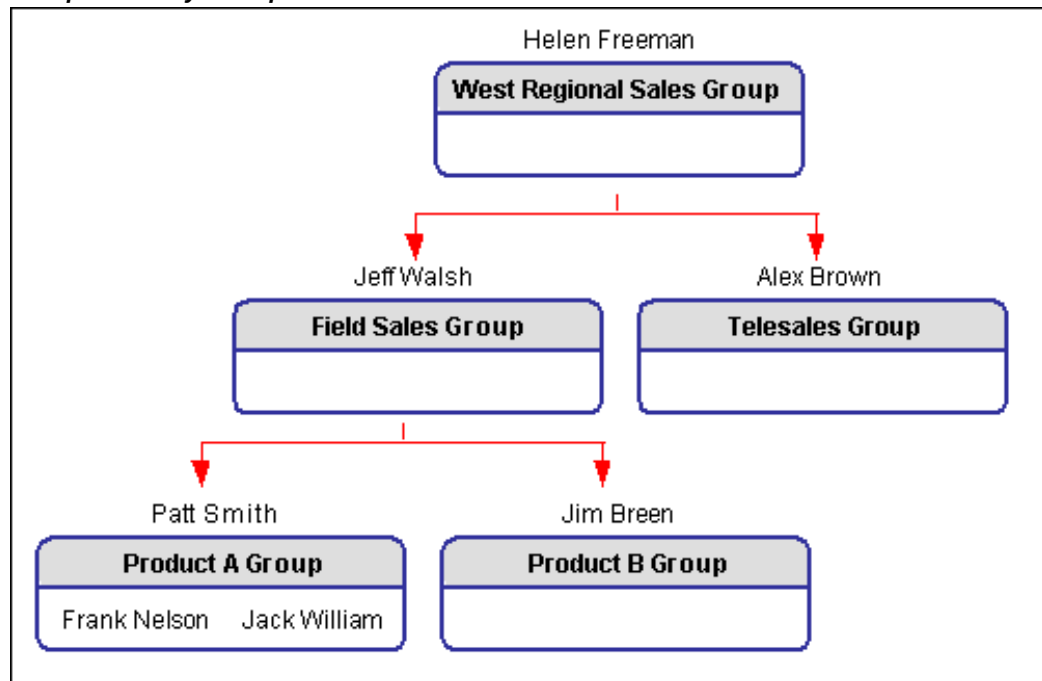 Helen Freeman
West Regional Sales Group
Jeff Walsh
Alex Brown
Field Sales Group
Telesales Group
Patt Smith
Jim Breen
Product A Group
Product B Group
Frank Nelson Jack William